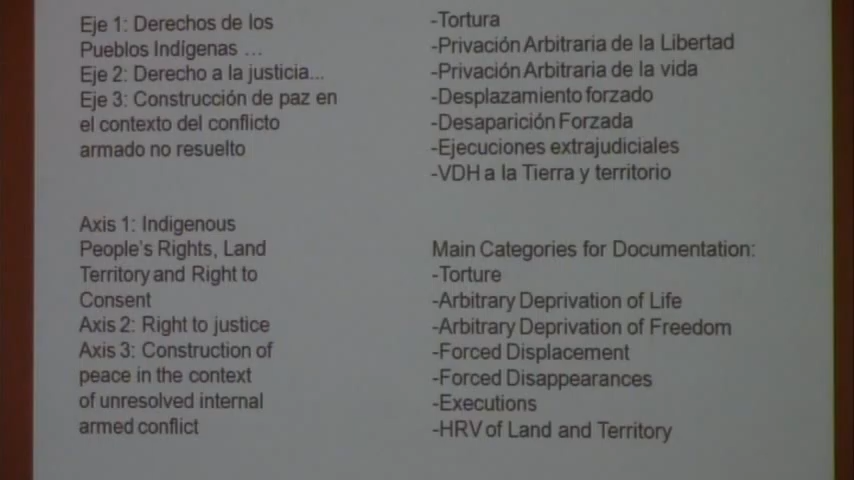 Eje 1: Derechos de los
Pueblos Indígenas ...
Eje 2: Derecho a la justicia...
Eje 3: Construcción de paz en
el contexto del conflicto
armado no resuelto
-Tortura
-Privación Arbitraria de la Libertad
-Privación Arbitraria de la vida
-Desplazamiento forzado
-Desaparición Forzada
-Ejecuciones extrajudiciales
-VDH a la Tierra y territorio
Axis 1: Indigenous
People's Rights, Land
Territory and Right to
Consent
Axis 2: Right to justice
Axis 3: Construction of
peace in the context
of unresolved internal
armed conflict
Main Categories for Documentation:
-Torture
-Arbitrary Deprivation of Life
-Arbitrary Deprivation of Freedom
-Forced Displacement
-Forced Disappearances
-Executions
-HRV of Land and Territory